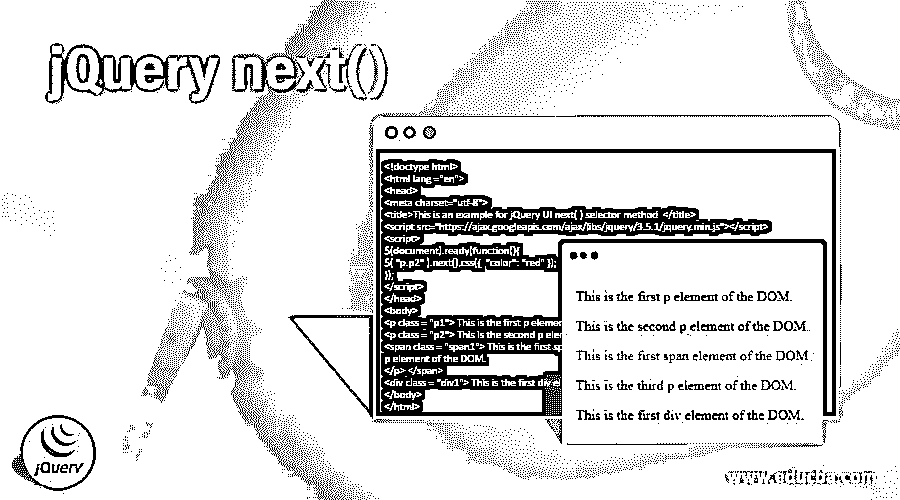 jQuery next()
<!doctype html>
<html lang ="en">
<head>
<meta charset="utf-8">
<title>This is an example for jQuery UI next( ) selector method </title>
<script src="https://ajax.googleapis.com/ajax/libs/jquery/3.5.1/jquery.min.js"></script>
<script>
$(document).ready(function(){
$( "p.p2" ).next().css({ "color": "red" });
});
</script>
</head>
<body>
<p class = "p1"> This is the first p elemen
<p class = "p2"> This is the second p elem
<span class = "span1"> This is the first sp
p element of the DOM.
</p> </span>
<div class = "div1"> This is the first div el
</body>
</html>
This is the first p element of the DOM.
This is the second p element of the DOM.
This is the first span element of the DOM.
This is the third p element of the DOM.
This is the first div element of the DOM.
jQuery
www.educba.com